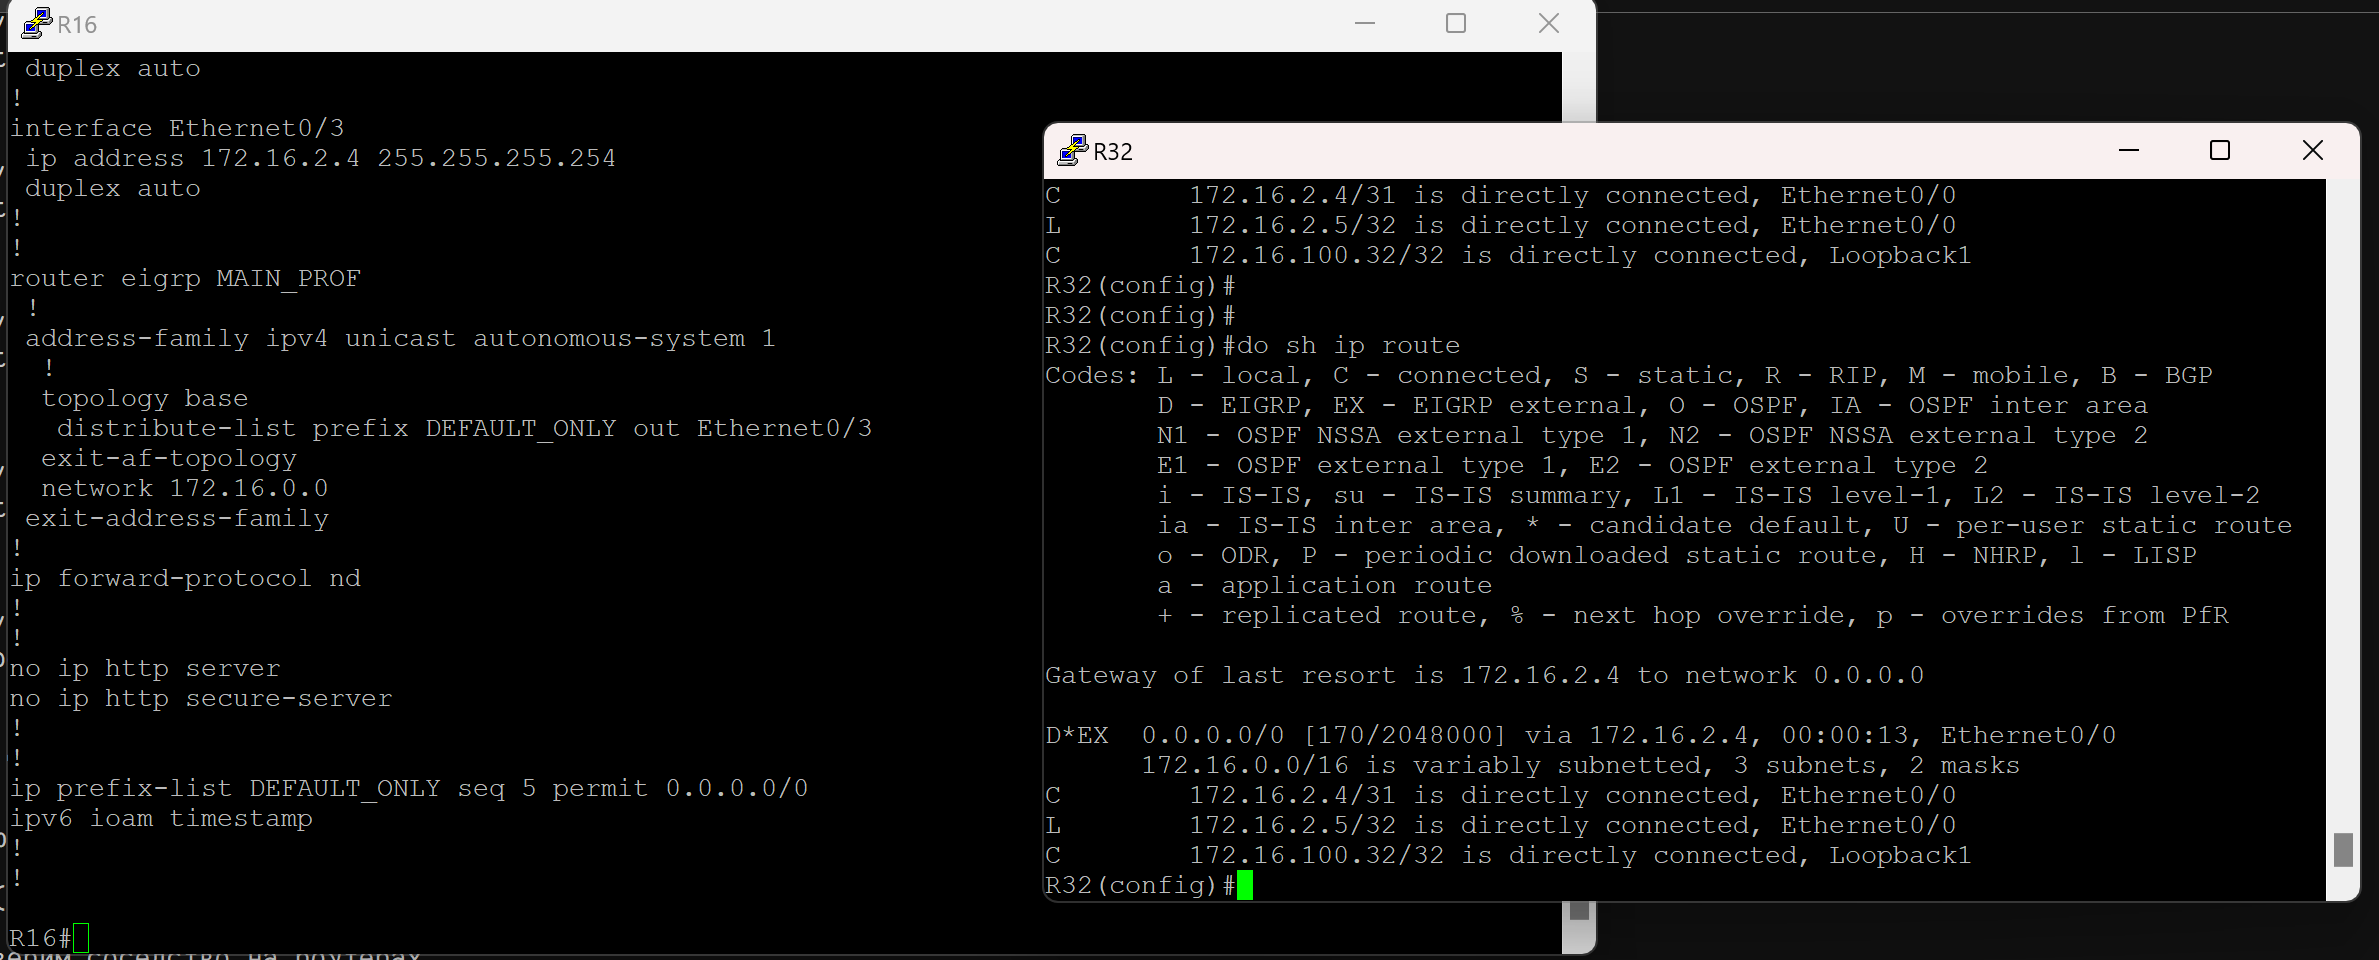 R16
 duplex auto
!
interface Ethernet0/3
 ip address 172.16.2.4 255.255.255.254
 duplex auto
!
!
router eigrp MAIN_PROF
 !
 address-family ipv4 unicast autonomous-system 1
  !
  topology base
   distribute-list prefix DEFAULT_ONLY out Ethernet0/3
  exit-af-topology
  network 172.16.0.0
 exit-address-family
!
ip forward-protocol nd
!
!
no ip http server
no ip http secure-server
!
!
ip prefix-list DEFAULT_ONLY seq 5 permit 0.0.0.0/0
ipv6 ioam timestamp
!
!
R16#
R32
C        172.16.2.4/31 is directly connected, Ethernet0/0
L        172.16.2.5/32 is directly connected, Ethernet0/0
C        172.16.100.32/32 is directly connected, Loopback1
R32(config)#
R32(config)#
R32(config)#do sh ip route
Codes: L - local, C - connected, S - static, R - RIP, M - mobile, B - BGP
       D - EIGRP, EX - EIGRP external, O - OSPF, IA - OSPF inter area
       N1 - OSPF NSSA external type 1, N2 - OSPF NSSA external type 2
       E1 - OSPF external type 1, E2 - OSPF external type 2
       i - IS-IS, su - IS-IS summary, L1 - IS-IS level-1, L2 - IS-IS level-2
       ia - IS-IS inter area, * - candidate default, U - per-user static route
       o - ODR, P - periodic downloaded static route, H - NHRP, l - LISP
       a - application route
       + - replicated route, % - next hop override, p - overrides from PfR
Gateway of last resort is 172.16.2.4 to network 0.0.0.0
D*EX  0.0.0.0/0 [170/2048000] via 172.16.2.4, 00:00:13, Ethernet0/0
      172.16.0.0/16 is variably subnetted, 3 subnets, 2 masks
C        172.16.2.4/31 is directly connected, Ethernet0/0
L        172.16.2.5/32 is directly connected, Ethernet0/0
C        172.16.100.32/32 is directly connected, Loopback1
R32(config)#